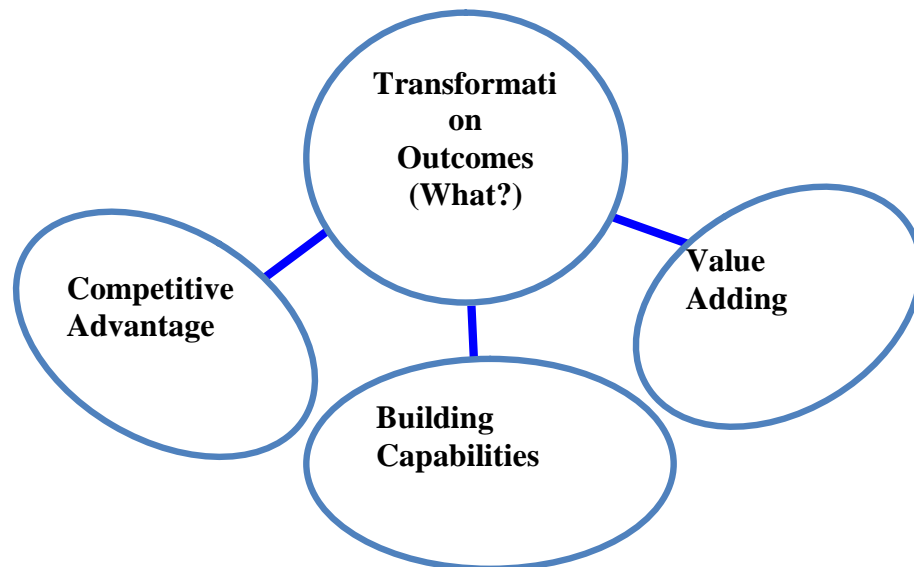 Transformati
on
Outcomes
(What?)
Competitive
Advantage
Value
Adding
Building
Capabilities